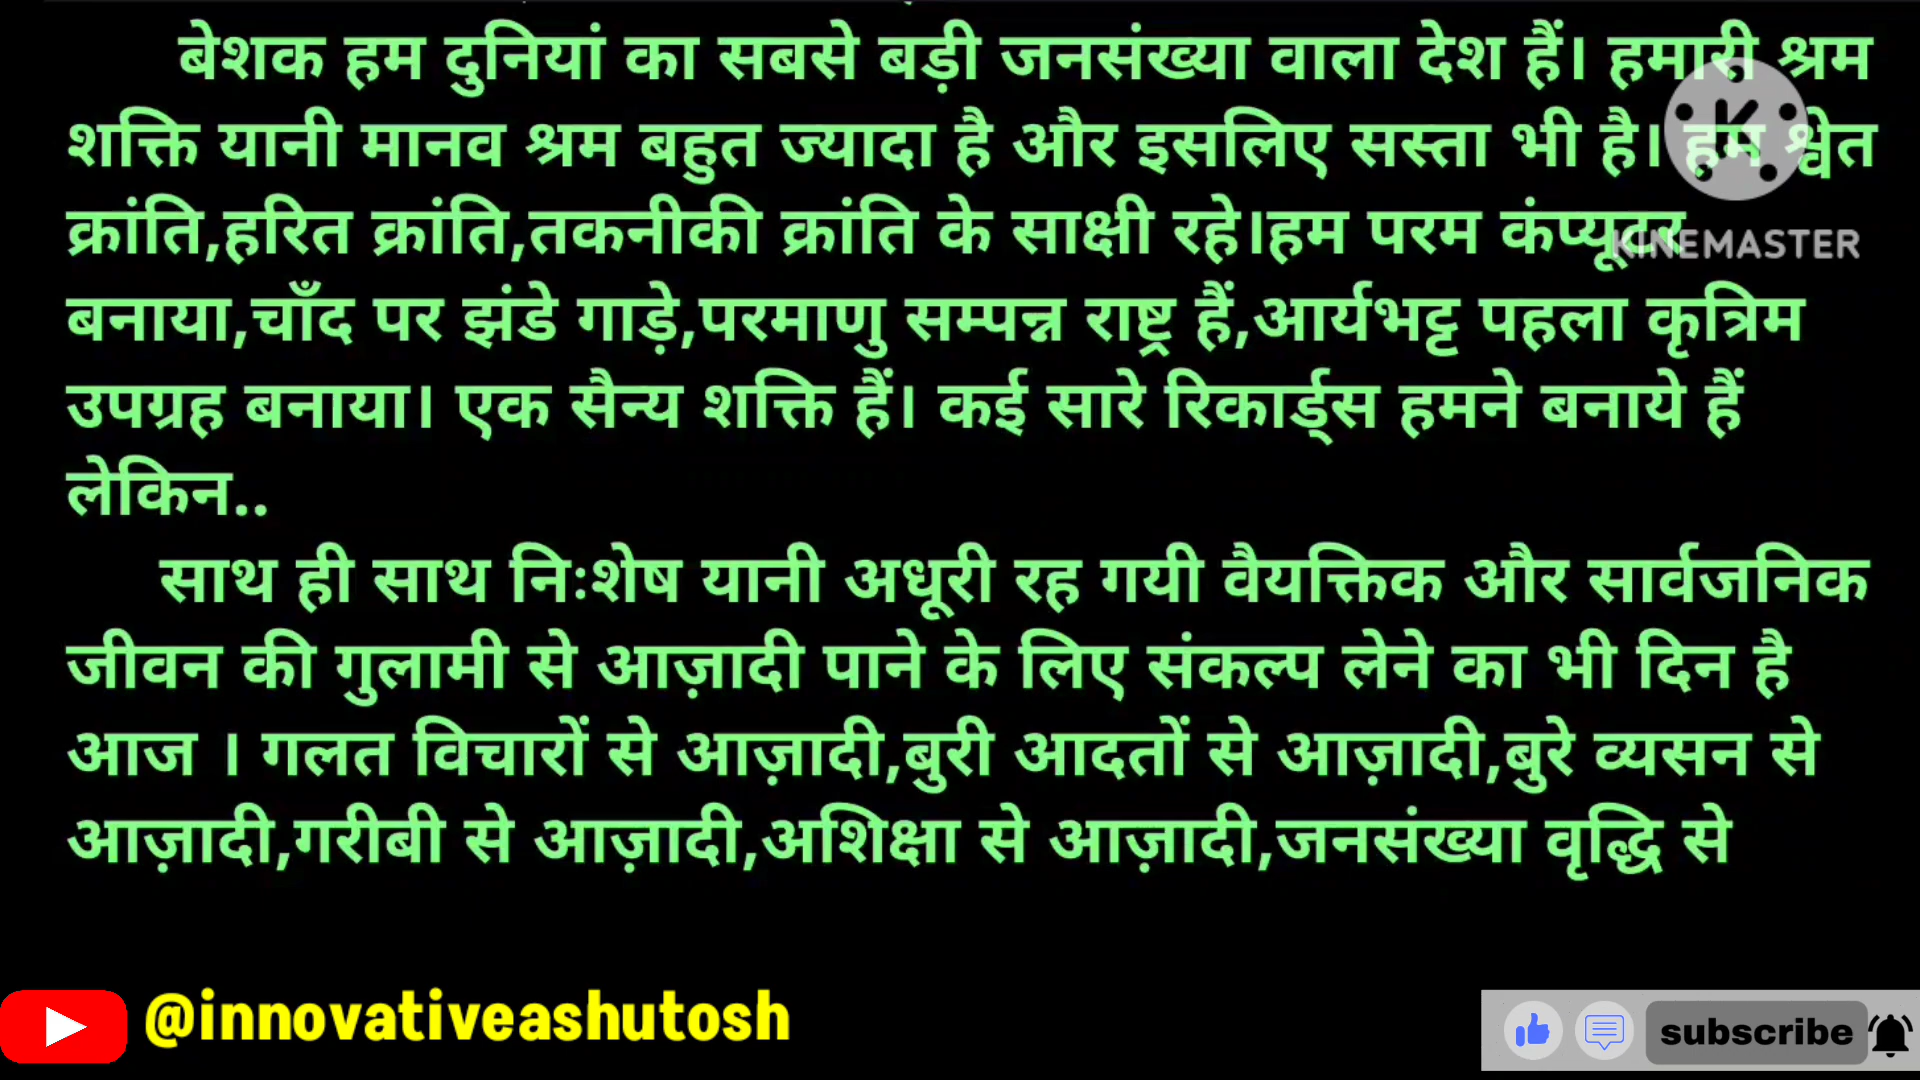 बेशक हम दुनियां का सबसे बड़ी जनसंख्या वाला देश हैं। हमारी श्रम
शक्ति यानी मानव श्रम बहुत ज्यादा है और इसलिए सस्ता भी है। हम श्वेत
क्रांति,हरित क्रांति,तकनीकी क्रांति के साक्षी रहे।हम परम कंप्यूटर
KINEMASTER
बनाया,चाँद पर झंडे गाड़े,परमाणु सम्पन्न राष्ट्र हैं,आर्यभट्ट पहला कृत्रिम
उपग्रह बनाया। एक सैन्य शक्ति हैं। कई सारे रिकार्ड्स हमने बनाये हैं
लेकिन..
साथ ही साथ निःशेष यानी अधूरी रह गयी वैयक्तिक और सार्वजनिक
जीवन की गुलामी से आज़ादी पाने के लिए संकल्प लेने का भी दिन है
आज । गलत विचारों से आज़ादी,बुरी आदतों से आज़ादी,बुरे व्यसन से
आज़ादी,गरीबी से आज़ादी,अशिक्षा से आज़ादी,जनसंख्या वृद्धि से
@innovativeashutosh
subscribe